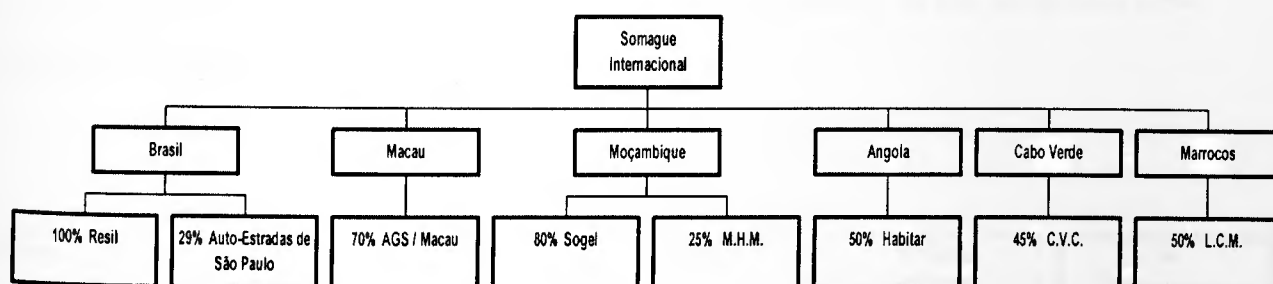 Somague
Internacional
Brasil
Macau
Moçambique
Angola
Cabo Verde
Marrocos
100% Resil
29% Auto-Estradas de
São Paulo
70% AGS / Macau
80% Sogel
25% M.H.M.
50% Habitar
45% C.V.C.
50% L.C.M.